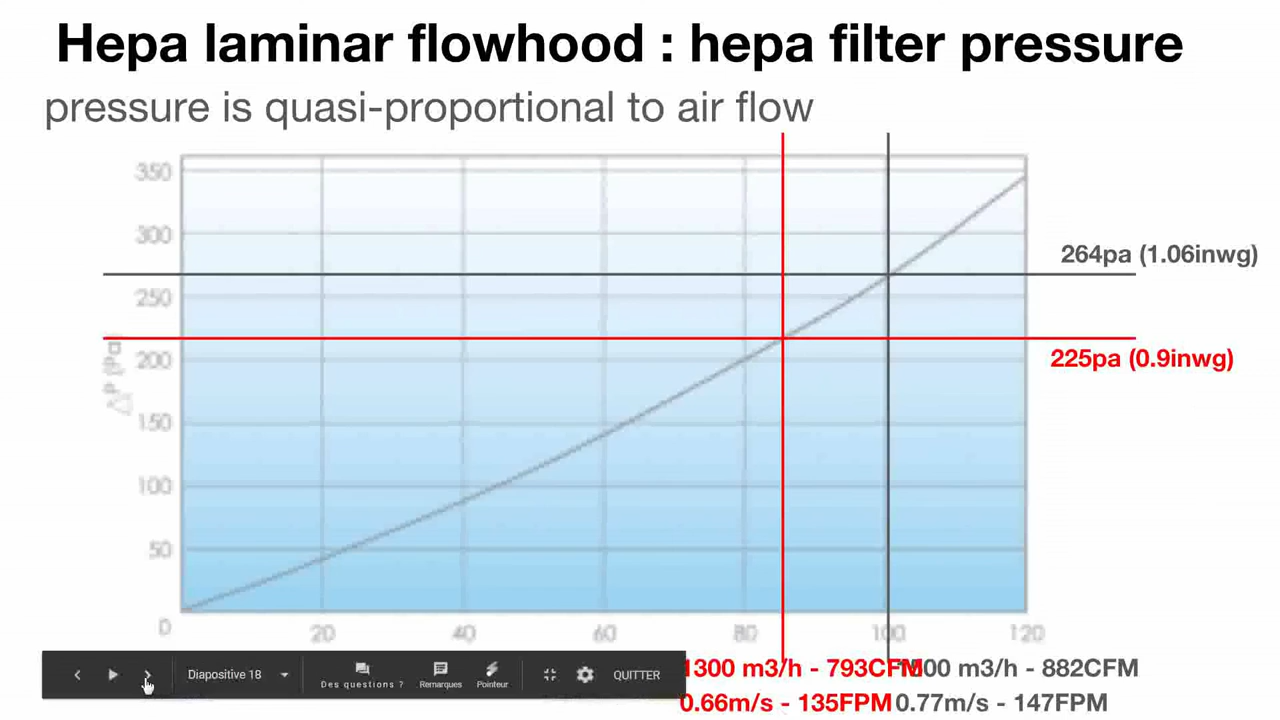 Hepa laminar flowhood : hepa filter pressure
pressure is quasi-proportional to air flow
350
300
264pa (1.06inwg)
250
225pa (0.9inwg)
200
ΔP (Pa)
150
100
50
0
20 40 60 80 100 120
Diapositive 18
Des questions ?
Remarques
Pointeur
QUITTER
1300 m3/h - 793CFM
00 m3/h - 882CFM
0.66m/s - 135FPM
0.77m/s - 147FPM